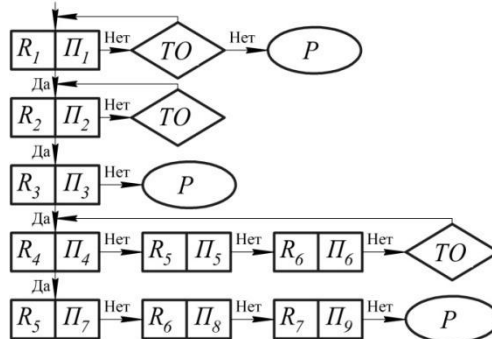 R₁ П₁ Нет ТО Нет Р
Да
R₂ П₂ Нет ТО
Да
R₃ П₃ Нет Р
Да
R₄ П₄ Нет R₅ П₅ Нет R₆ П₆ Нет ТО
Да
R₅ П₇ Нет R₆ П₈ Нет R₇ П₉ Нет Р